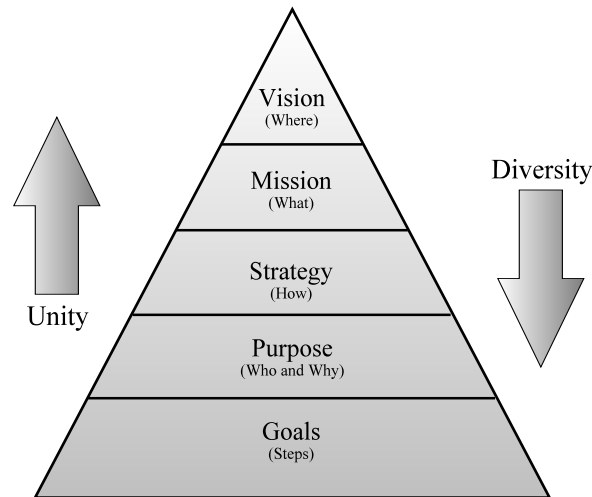 Vision
(Where)
Mission
(What)
Diversity
Strategy
(How)
Unity
Purpose
(Who and Why)
Goals
(Steps)